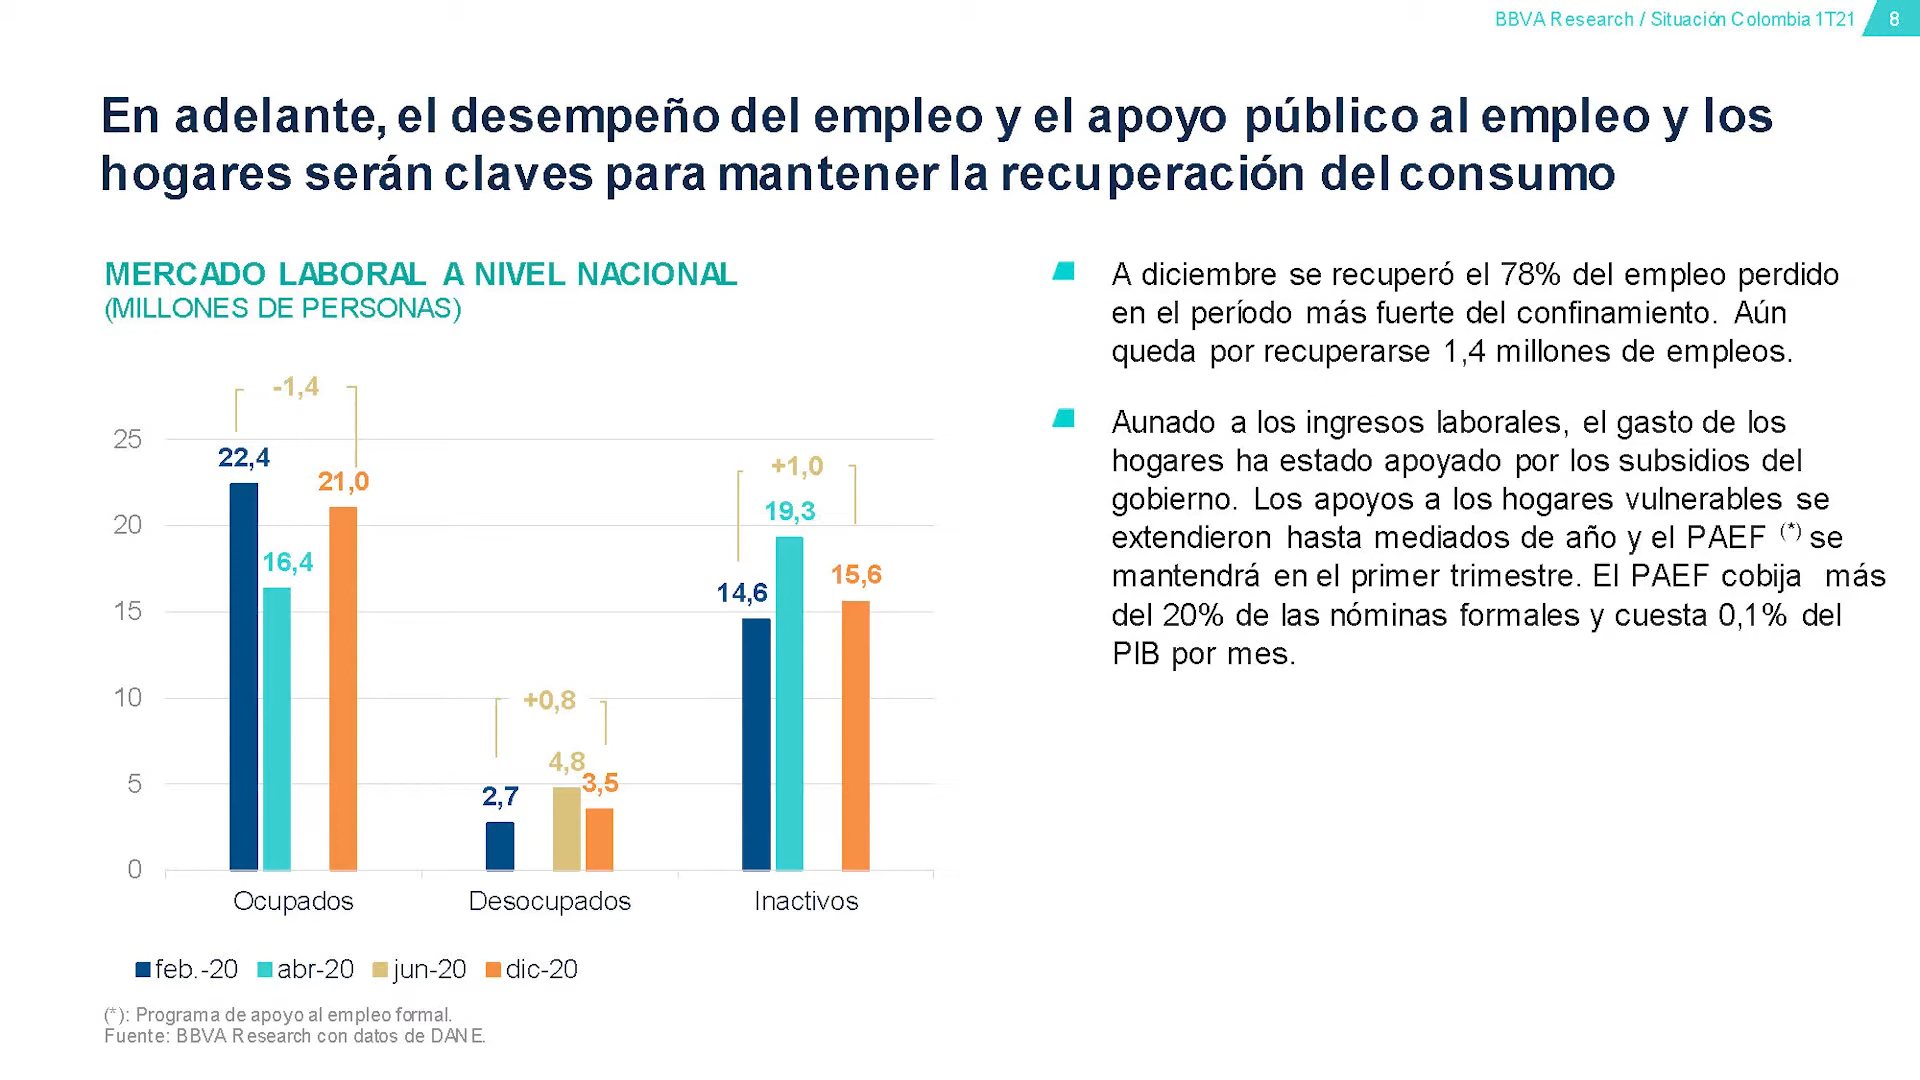 BBVA Research / Situación Colombia 1T21
8
En adelante, el desempeño del empleo y el apoyo público al empleo y los
hogares serán claves para mantener la recuperación del consumo
MERCADO LABORAL A NIVEL NACIONAL
(MILLONES DE PERSONAS)
-1,4
25
22,4
21,0
+1,0
19,3
20
16,4
15,6
14,6
15
10
+0,8
4,8
3,5
2,7
5
0
Ocupados
Desocupados
Inactivos
feb.-20
abr-20
jun-20
dic-20
(*): Programa de apoyo al empleo formal.
Fuente: BBVA Research con datos de DANE.
A diciembre se recuperó el 78% del empleo perdido
en el período más fuerte del confinamiento. Aún
queda por recuperarse 1,4 millones de empleos.
Aunado a los ingresos laborales, el gasto de los
hogares ha estado apoyado por los subsidios del
gobierno. Los apoyos a los hogares vulnerables se
extendieron hasta mediados de año y el PAEF (*) se
mantendrá en el primer trimestre. El PAEF cobija más
del 20% de las nóminas formales y cuesta 0,1% del
PIB por mes.